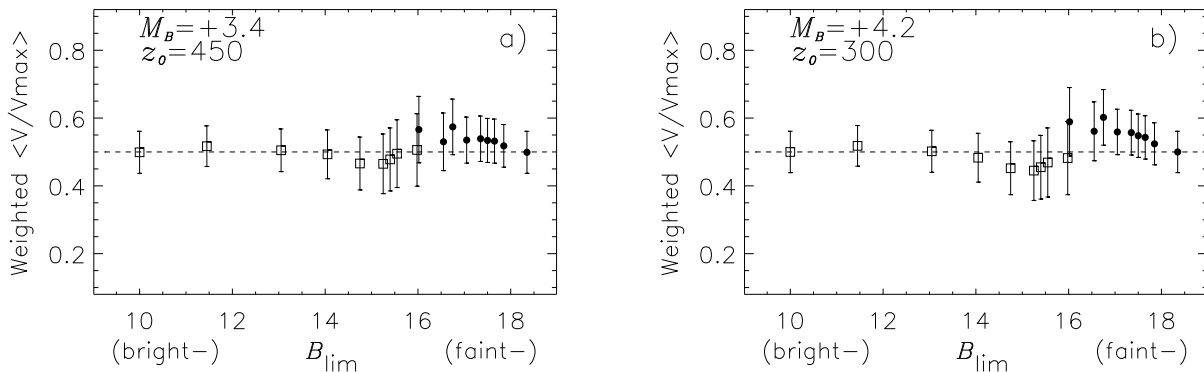 M_B=+3.4
z_0=450
a)
0.8
0.6
0.4
0.2
Weighted <V/Vmax>
10 12 14 16 18
(bright-) B_lim (faint-)
M_B=+4.2
z_0=300
b)
0.8
0.6
0.4
0.2
Weighted <V/Vmax>
10 12 14 16 18
(bright-) B_lim (faint-)